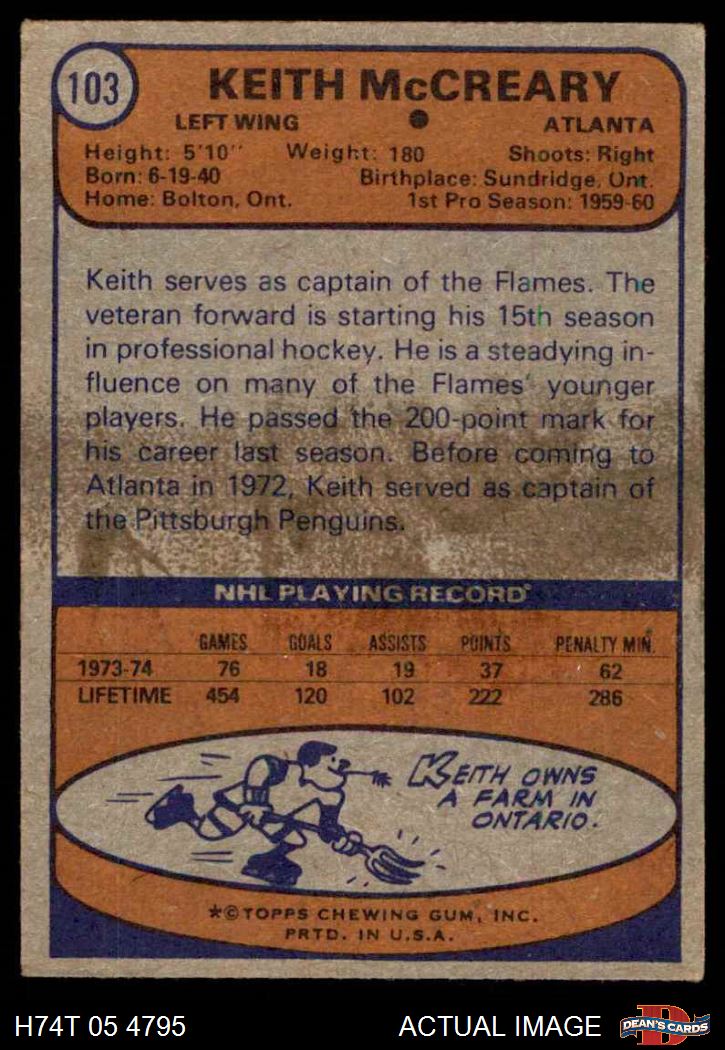 103
KEITH McCREARY
LEFT WING ● ATLANTA
Height: 5'10" Weight: 180 Shoots: Right
Born: 6-19-40 Birthplace: Sundridge, Ont.
Home: Bolton, Ont. 1st Pro Season: 1959-60
Keith serves as captain of the Flames. The
veteran forward is starting his 15th season
in professional hockey. He is a steadying in-
fluence on many of the Flames' younger
players. He passed the 200-point mark for
his career last season. Before coming to
Atlanta in 1972, Keith served as captain of
the Pittsburgh Penguins.
NHL PLAYING RECORD
GAMES GOALS ASSISTS POINTS PENALTY MIN.
1973-74 76 18 19 37 62
LIFETIME 454 120 102 222 286
KEITH OWNS
A FARM IN
ONTARIO.
*©TOPPS CHEWING GUM, INC.
PRTD. IN U.S.A.
H74T 05 4795 ACTUAL IMAGE D DEAN'S CARDS